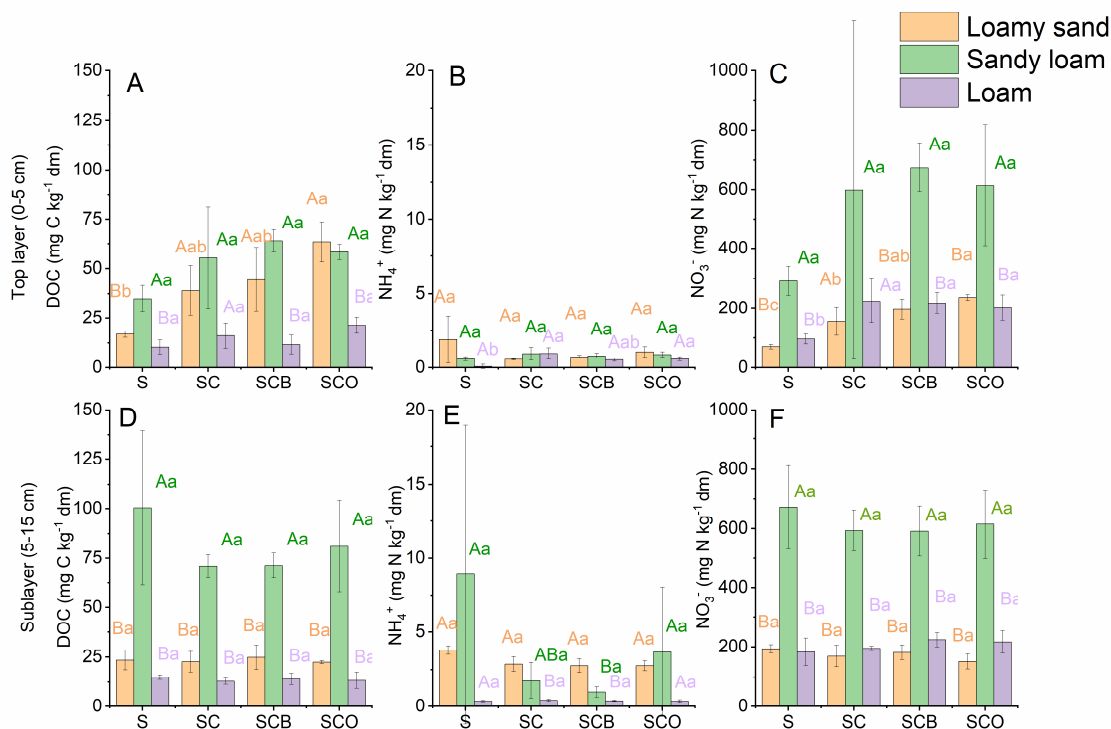 Loamy sand
Sandy loam
Loam
Top layer (0-5 cm)
DOC (mg C kg⁻¹ dm)
A
150
125
100
75
50
25
0
Bb
Aa
Ba
Aab
Aa
Aa
Aab
Aa
Ba
Aa
Aa
Ba
S
SC
SCB
SCO
NH₄⁺ (mg N kg⁻¹ dm)
B
20
15
10
5
0
Aa
Aa
Ab
Aa
Aa
Aa
Aa
Aa
Aab
Aa
Aa
Aa
S
SC
SCB
SCO
NO₃⁻ (mg N kg⁻¹ dm)
C
1000
800
600
400
200
0
Bc
Aa
Bb
Ab
Aa
Aa
Bab
Aa
Ba
Ba
Aa
Ba
S
SC
SCB
SCO
Sublayer (5-15 cm)
DOC (mg C kg⁻¹ dm)
D
150
125
100
75
50
25
0
Ba
Aa
Ba
Ba
Aa
Ba
Ba
Aa
Ba
Ba
Aa
Ba
S
SC
SCB
SCO
NH₄⁺ (mg N kg⁻¹ dm)
E
20
15
10
5
0
Aa
Aa
Aa
Aa
ABa
Ba
Aa
Ba
Ba
Aa
Aa
Aa
S
SC
SCB
SCO
NO₃⁻ (mg N kg⁻¹ dm)
F
1000
800
600
400
200
0
Ba
Aa
Ba
Ba
Aa
Ba
Ba
Aa
Ba
Ba
Aa
Ba
S
SC
SCB
SCO